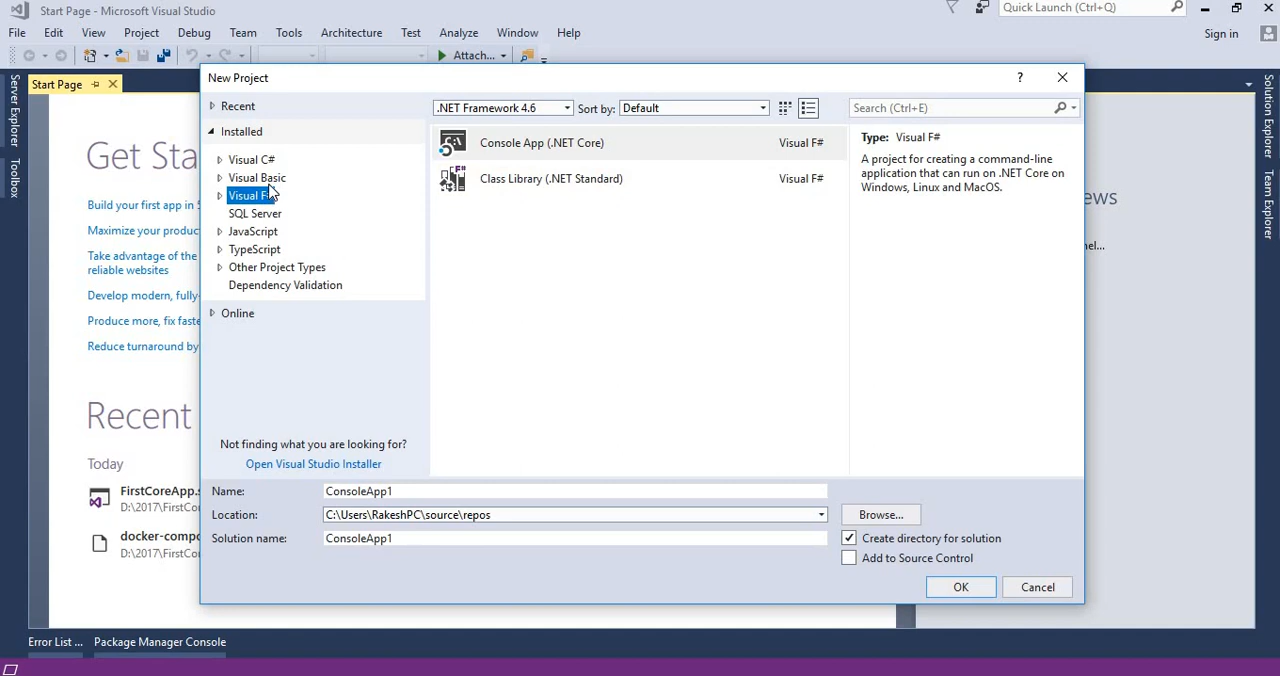 Start Page - Microsoft Visual Studio
Quick Launch (Ctrl+Q)
File Edit View Project Debug Team Tools Architecture Test Analyze Window Help
Sign in
Attach...
Start Page
Server Explorer
Toolbox
Solution Explorer
Team Explorer
Get Sta
Build your first app in 5
Maximize your produc
Take advantage of the
reliable websites
Develop modern, fully-
Produce more, fix faste
Reduce turnaround by
Recent
Today
FirstCoreApp.s
D:\2017\FirstCo
docker-compo
D:\2017\FirstCo
ews
nel...
New Project
?
Recent
Installed
Visual C#
Visual Basic
Visual F
SQL Server
JavaScript
TypeScript
Other Project Types
Dependency Validation
Online
Not finding what you are looking for?
Open Visual Studio Installer
.NET Framework 4.6
Sort by: Default
Search (Ctrl+E)
Console App (.NET Core) Visual F#
Class Library (.NET Standard) Visual F#
Type: Visual F#
A project for creating a command-line
application that can run on .NET Core on
Windows, Linux and MacOS.
Name: ConsoleApp1
Location: C:\Users\RakeshPC\source\repos
Browse...
Solution name: ConsoleApp1
Create directory for solution
Add to Source Control
OK
Cancel
Error List ...
Package Manager Console